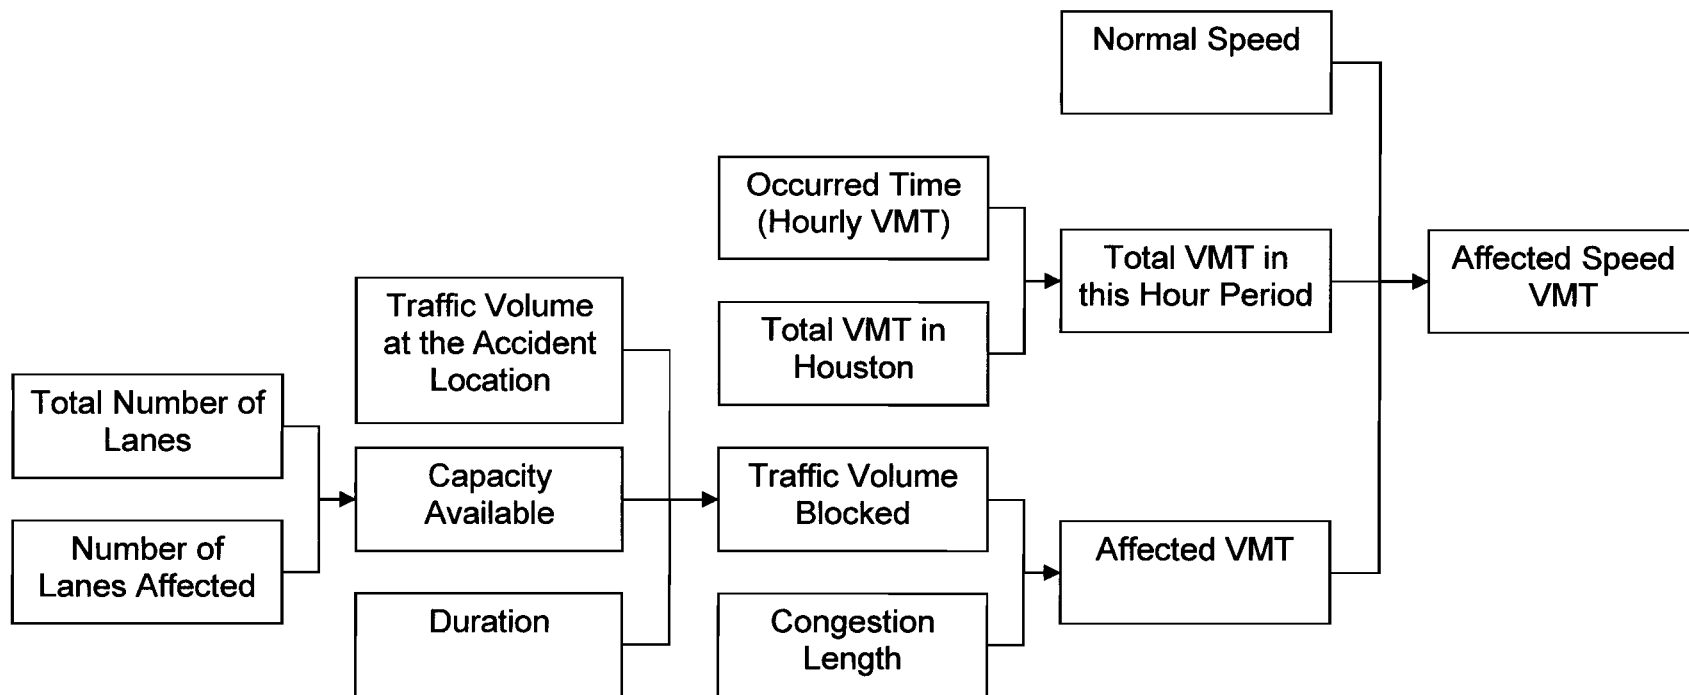 Normal Speed
Occurred Time
(Hourly VMT)
Total VMT in
this Hour Period
Affected Speed
VMT
Traffic Volume
at the Accident
Location
Total VMT in
Houston
Total Number of
Lanes
Capacity
Available
Traffic Volume
Blocked
Number of
Lanes Affected
Affected VMT
Duration
Congestion
Length